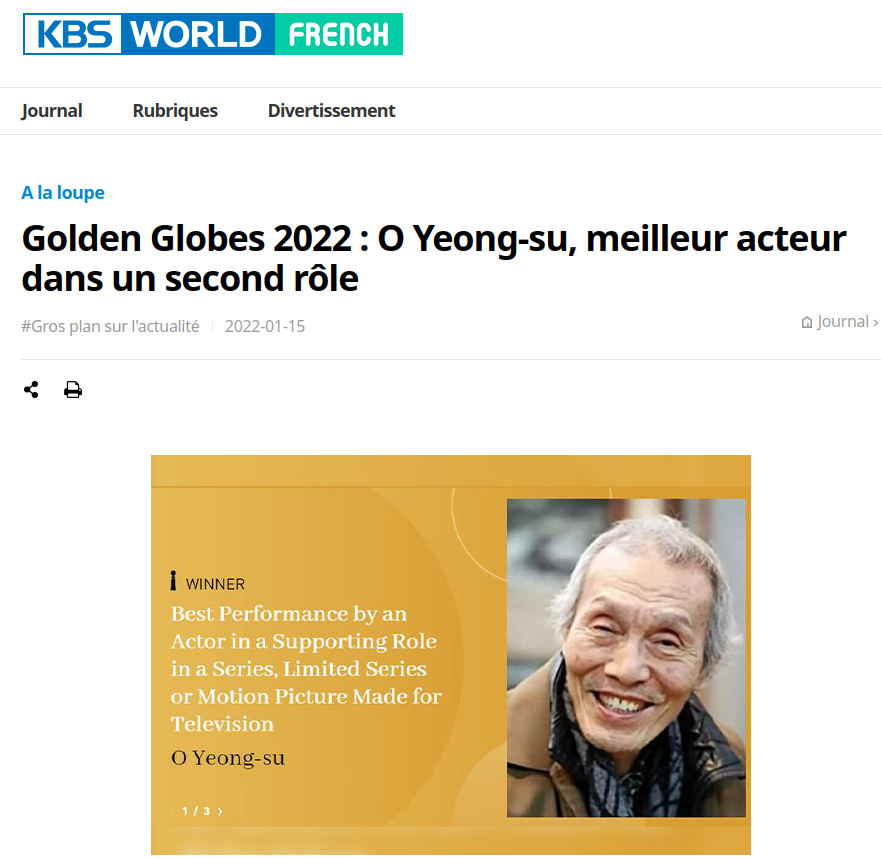 KBS WORLD FRENCH
Journal Rubriques Divertissement
A la loupe
Golden Globes 2022 : O Yeong-su, meilleur acteur
dans un second rôle
#Gros plan sur l'actualité 2022-01-15
Journal ›
WINNER
Best Performance by an
Actor in a Supporting Role
in a Series, Limited Series
or Motion Picture Made for
Television
O Yeong-su
1 / 3 ›